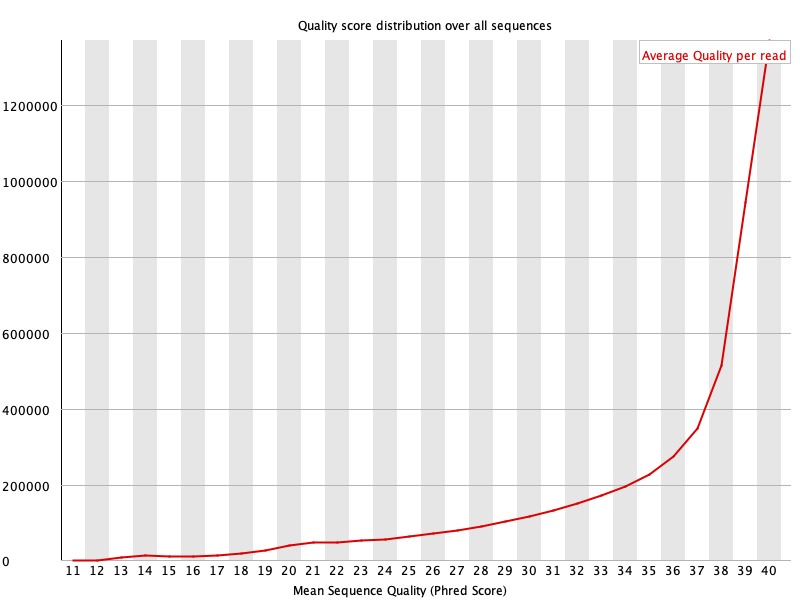 Quality score distribution over all sequences
Average Quality per read
1200000
1000000
800000
600000
400000
200000
0
11 12 13 14 15 16 17 18 19 20 21 22 23 24 25 26 27 28 29 30 31 32 33 34 35 36 37 38 39 40
Mean Sequence Quality (Phred Score)